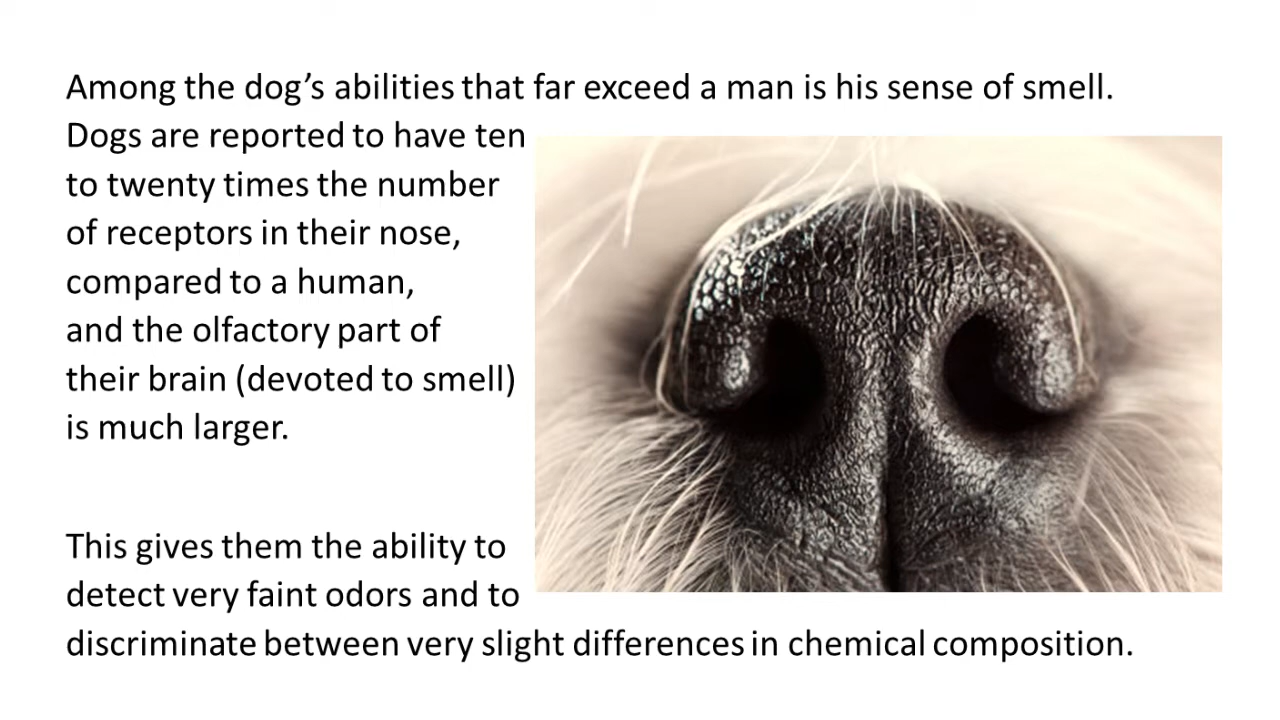 Among the dog’s abilities that far exceed a man is his sense of smell.
Dogs are reported to have ten
to twenty times the number
of receptors in their nose,
compared to a human,
and the olfactory part of
their brain (devoted to smell)
is much larger.
This gives them the ability to
detect very faint odors and to
discriminate between very slight differences in chemical composition.